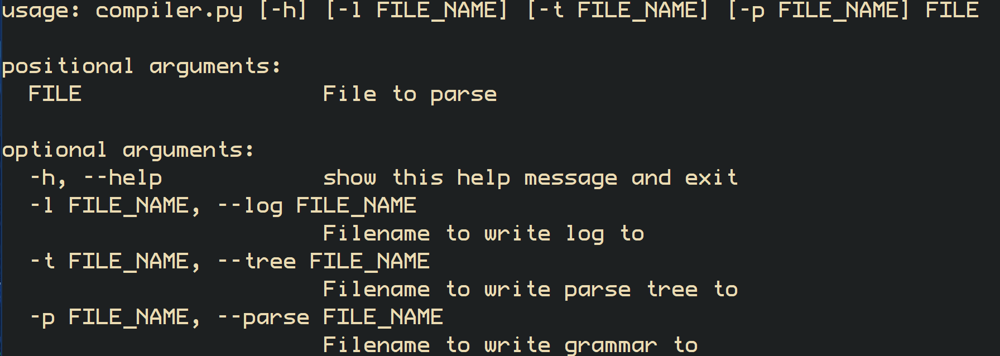 usage: compiler.py [-h] [-l FILE_NAME] [-t FILE_NAME] [-p FILE_NAME] FILE

positional arguments:
  FILE                  File to parse

optional arguments:
  -h, --help            show this help message and exit
  -l FILE_NAME, --log FILE_NAME
                        Filename to write log to
  -t FILE_NAME, --tree FILE_NAME
                        Filename to write parse tree to
  -p FILE_NAME, --parse FILE_NAME
                        Filename to write grammar to